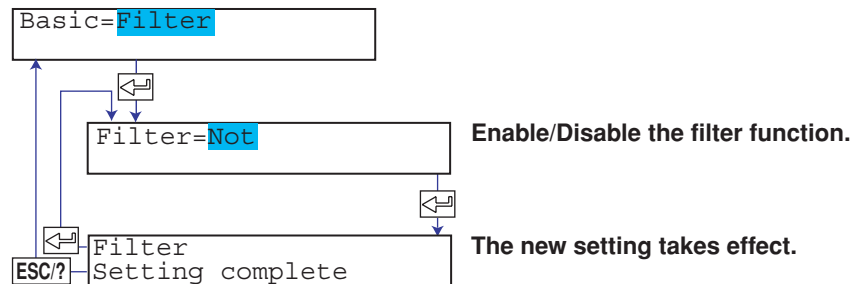 Basic=Filter
Filter=Not
Enable/Disable the filter function.
Filter
Setting complete
The new setting takes effect.
ESC/?